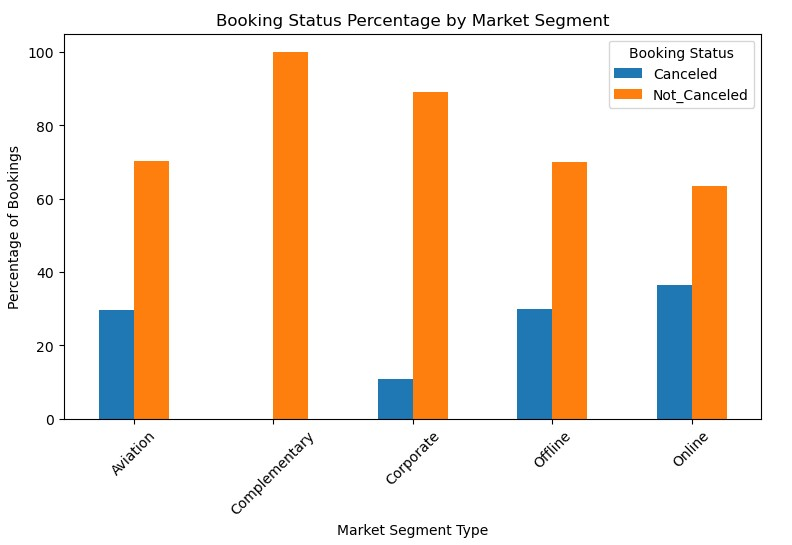 Booking Status Percentage by Market Segment
Booking Status
Canceled
Not_Canceled
Percentage of Bookings
100
80
60
40
20
0
Aviation
Complementary
Corporate
Offline
Online
Market Segment Type